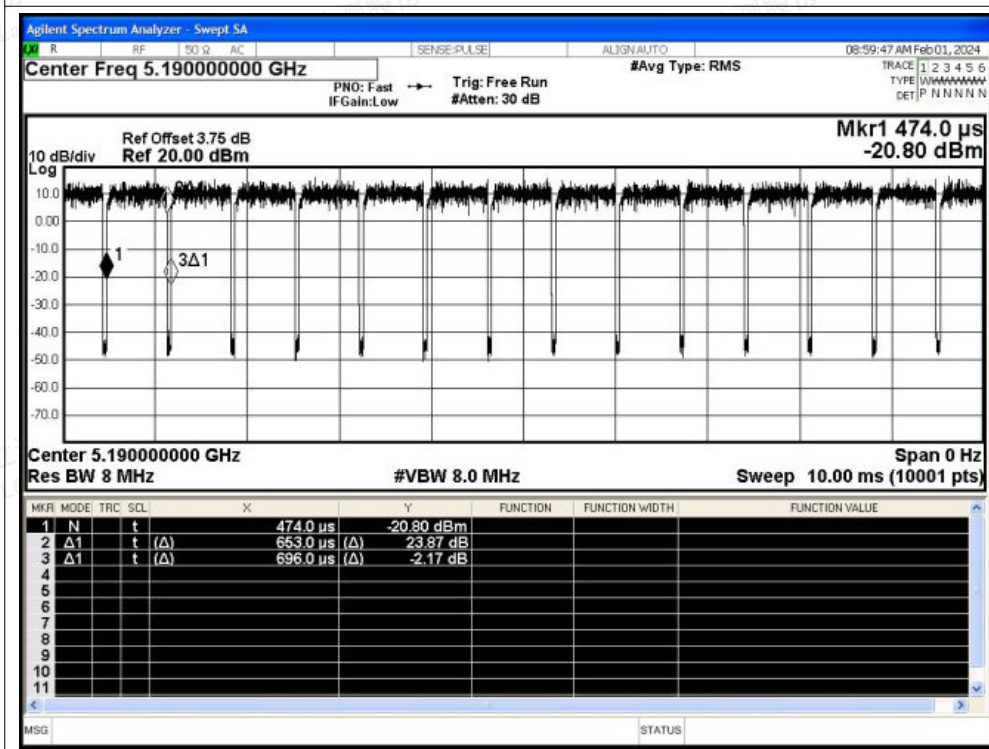 Agilent Spectrum Analyzer - Swept SA
LXI R RF 50 Ω AC SENSE:PULSE ALIGN AUTO 08:59:47 AM Feb 01, 2024
Center Freq 5.190000000 GHz #Avg Type: RMS TRACE 1 2 3 4 5 6
PNO: Fast Trig: Free Run TYPE WWWWWW
IFGain:Low #Atten: 30 dB DET P N N N N N
Mkr1 474.0 µs
Ref Offset 3.75 dB
10 dB/div Ref 20.00 dBm -20.80 dBm
Log
10.0
0.00
-10.0
1
3Δ1
-20.0
-30.0
-40.0
-50.0
-60.0
-70.0
Center 5.190000000 GHz Span 0 Hz
Res BW 8 MHz #VBW 8.0 MHz Sweep 10.00 ms (10001 pts)
MKR MODE TRC SCL X Y FUNCTION FUNCTION WIDTH FUNCTION VALUE
1 N t 474.0 µs -20.80 dBm
2 Δ1 t (Δ) 653.0 µs (Δ) 23.87 dB
3 Δ1 t (Δ) 696.0 µs (Δ) -2.17 dB
4
5
6
7
8
9
10
11
MSG STATUS